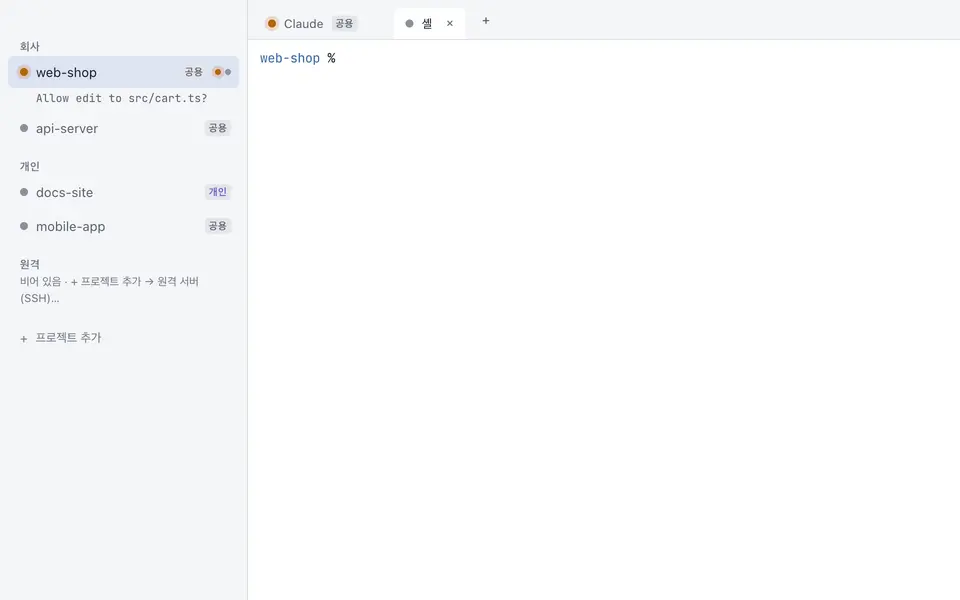 회사
web-shop 공용
Allow edit to src/cart.ts?
api-server 공용
개인
docs-site 개인
mobile-app 공용
원격
비어 있음 · + 프로젝트 추가 → 원격 서버
(SSH)...
+ 프로젝트 추가
Claude 공용 셸 × +
web-shop %